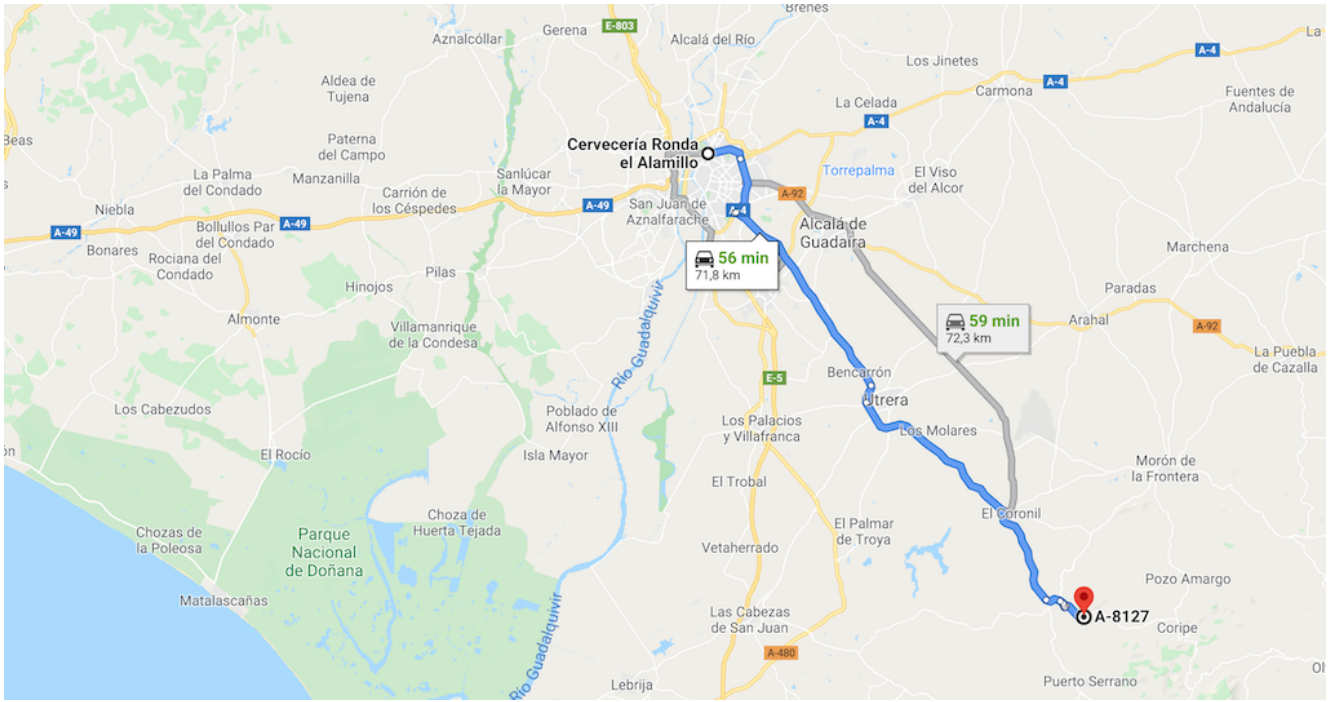 Brenes
E-803
Gerena
Aznalcóllar
Alcalá del Río
La
A-4
Los Jinetes
Aldea de
Tujena
A-4
Carmona
Fuentes de
Andalucía
La Celada
A-4
Beas
Paterna
del Campo
Cervecería Ronda
el Alamillo
La Palma
del Condado
Manzanilla
Sanlúcar
la Mayor
Torrepalma
El Viso
del Alcor
Carrión de
los Céspedes
A-92
A-49
San Juan de
Aznalfarache
A-4
Niebla
Bollullos Par
del Condado
A-49
A-49
Alcalá de
Guadaira
Bonares
Rociana del
Condado
Marchena
56 min
71,8 km
Pilas
Hinojos
Paradas
Río Guadalquivir
Almonte
Villamanrique
de la Condesa
59 min
72,3 km
Arahal
A-92
La Puebla
de Cazalla
E-5
Bencarrón
Utrera
Los Cabezudos
Poblado de
Alfonso XIII
Los Palacios
y Villafranca
Los Molares
El Rocío
Isla Mayor
Morón de
la Frontera
El Trobal
El Coronil
Chozas de
la Poleosa
Parque
Nacional
de Doñana
Choza de
Huerta Tejada
El Palmar
de Troya
Vetaherrado
Matalascañas
Pozo Amargo
Las Cabezas
de San Juan
A-8127
Coripe
Río Guadalquivir
A-480
Lebrija
Puerto Serrano